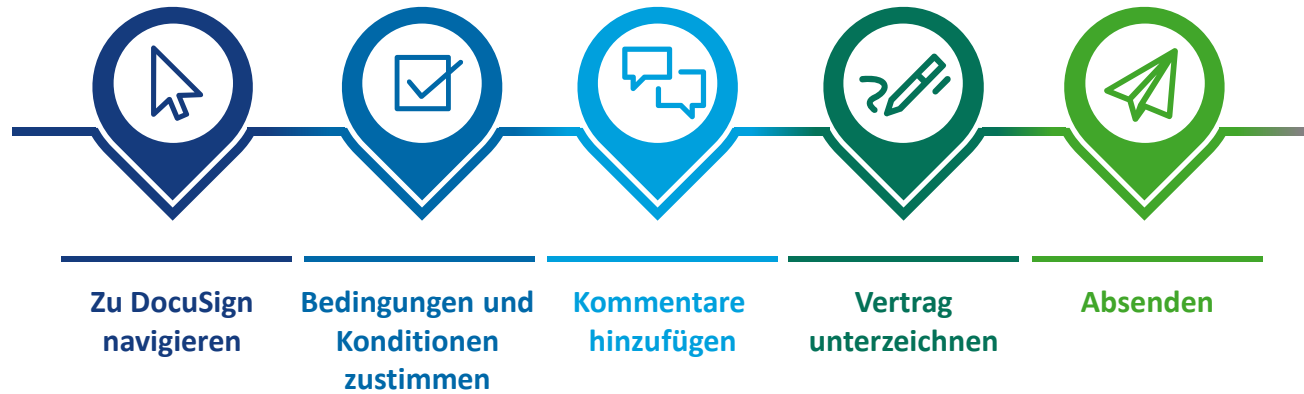 Zu DocuSign
navigieren
Bedingungen und
Konditionen
zustimmen
Kommentare
hinzufügen
Vertrag
unterzeichnen
Absenden